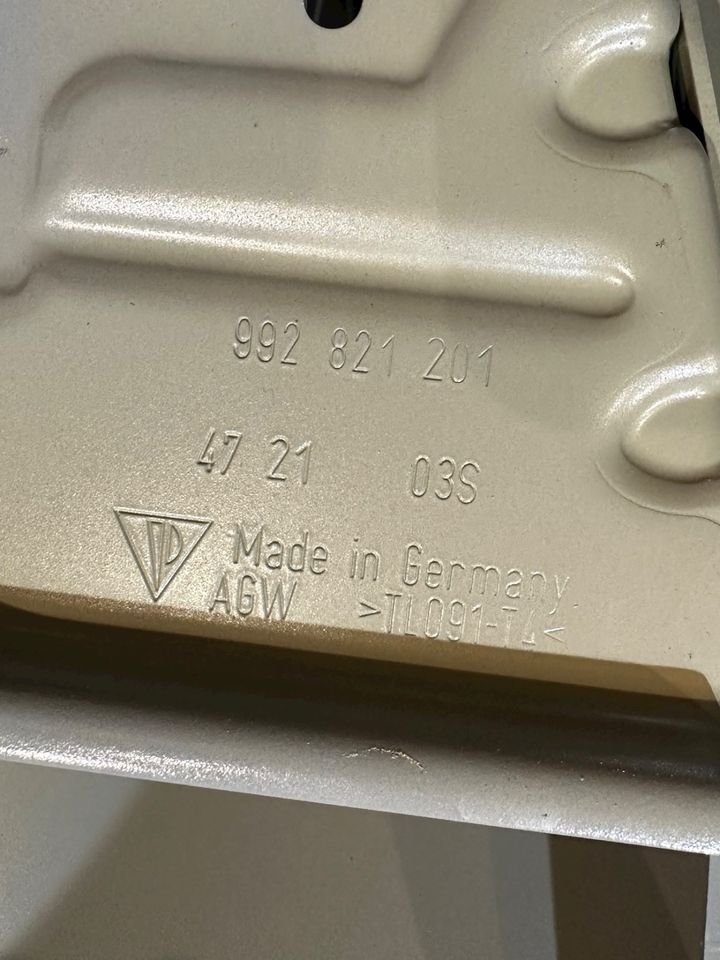 992 821 201
47 21 03S
Made in Germany
AGW >TL091-T4<